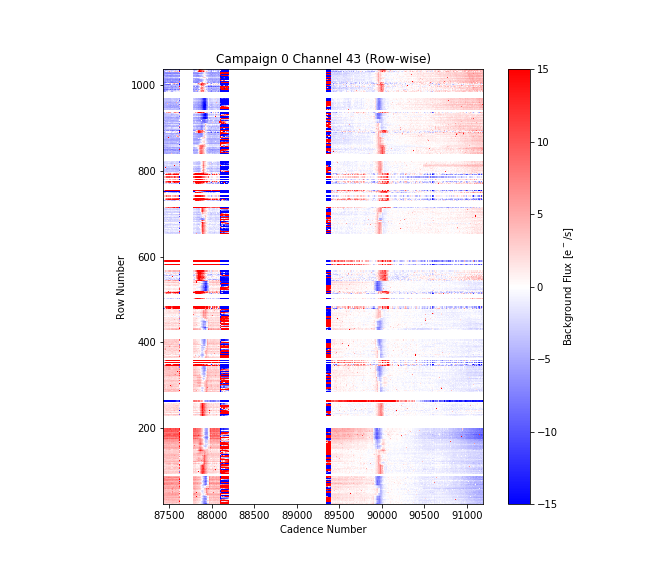 Campaign 0 Channel 43 (Row-wise)
1000
800
600
400
200
Row Number
87500 88000 88500 89000 89500 90000 90500 91000
Cadence Number
15
10
5
0
−5
−10
−15
Background Flux [e⁻/s]